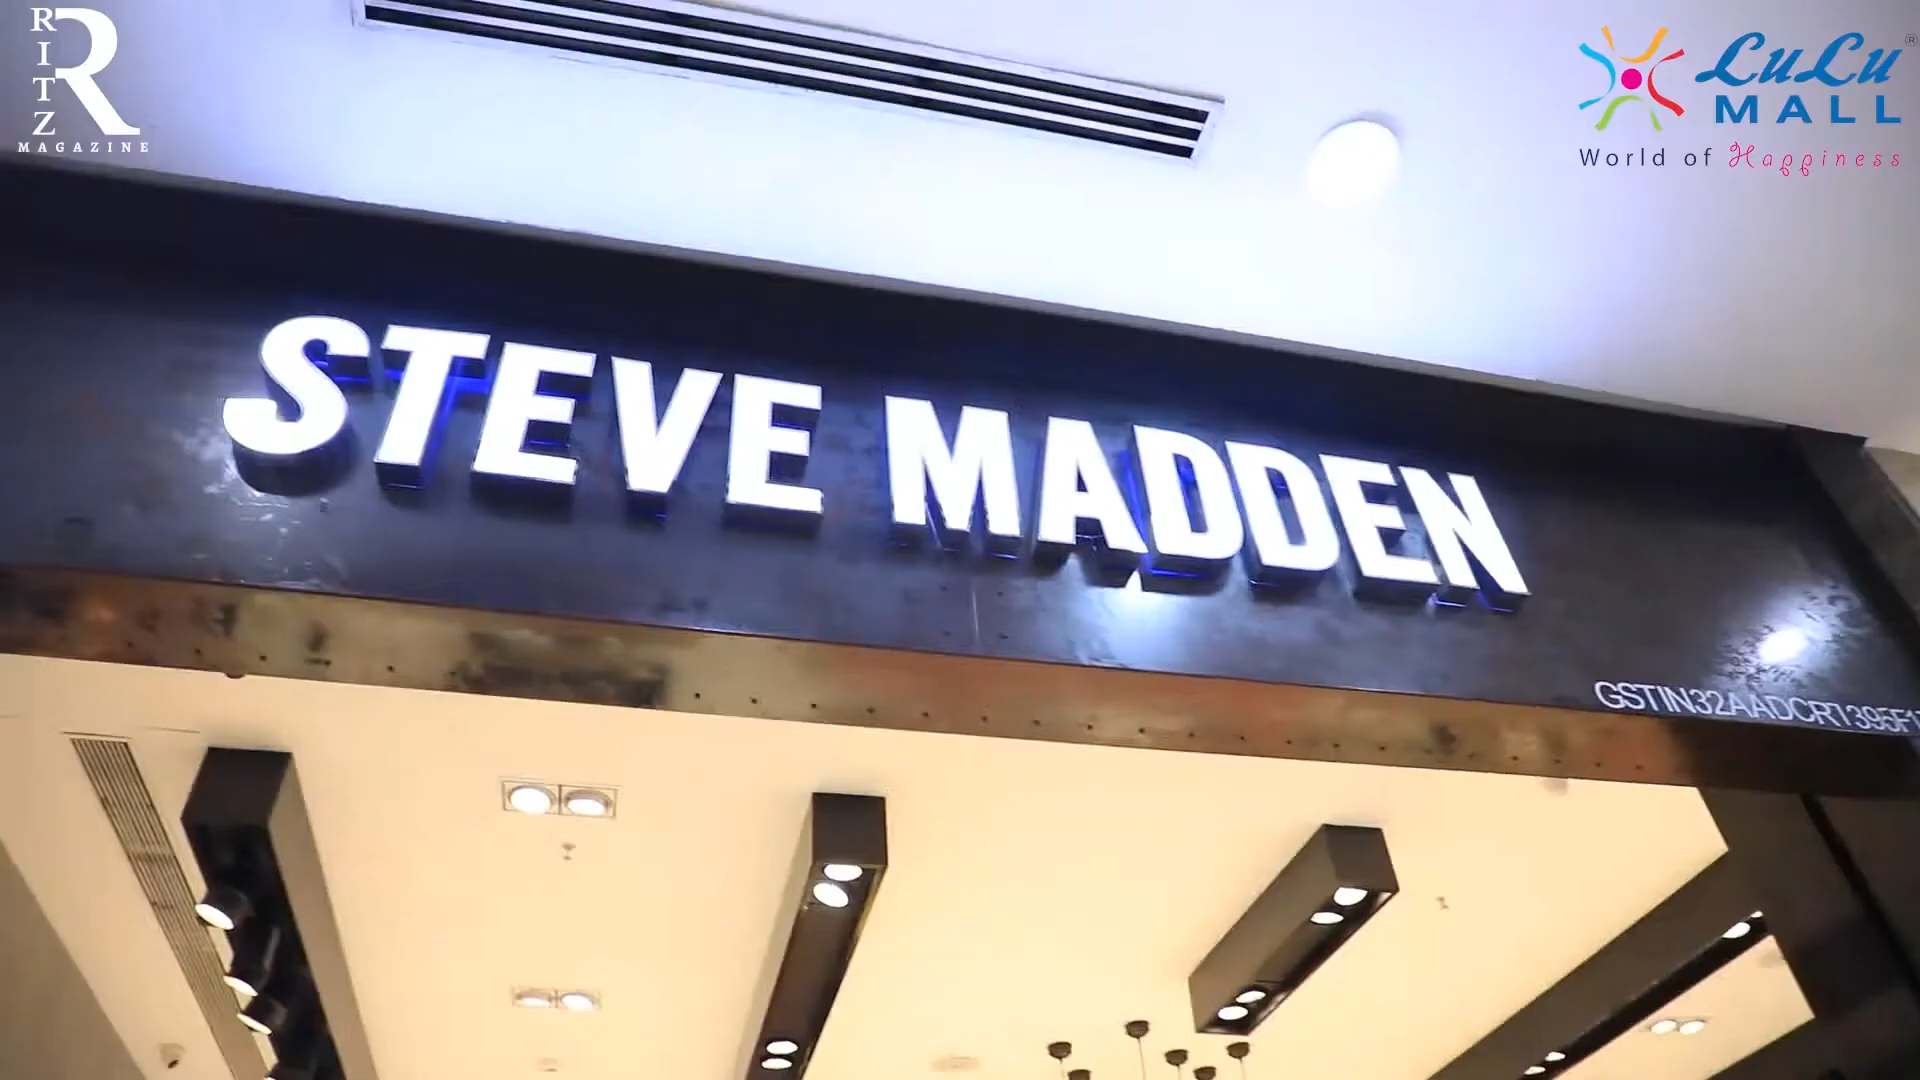 RITZ
MAGAZINE
LuLu
MALL
World of Happiness
STEVE MADDEN